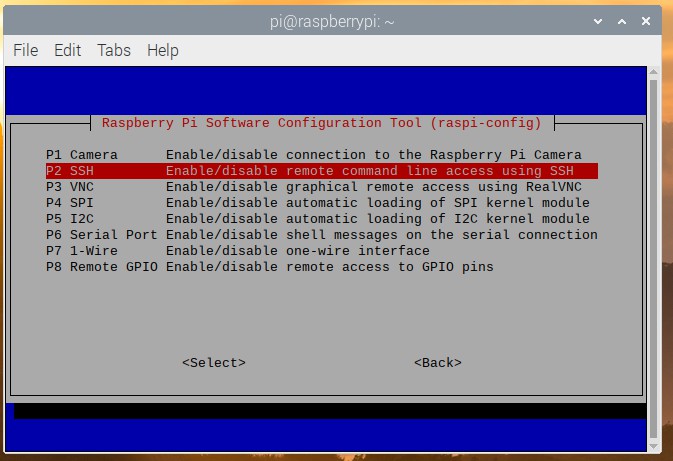 pi@raspberrypi: ~
File Edit Tabs Help
Raspberry Pi Software Configuration Tool (raspi-config)
P1 Camera Enable/disable connection to the Raspberry Pi Camera
P2 SSH Enable/disable remote command line access using SSH
P3 VNC Enable/disable graphical remote access using RealVNC
P4 SPI Enable/disable automatic loading of SPI kernel module
P5 I2C Enable/disable automatic loading of I2C kernel module
P6 Serial Port Enable/disable shell messages on the serial connection
P7 1-Wire Enable/disable one-wire interface
P8 Remote GPIO Enable/disable remote access to GPIO pins
<Select> <Back>